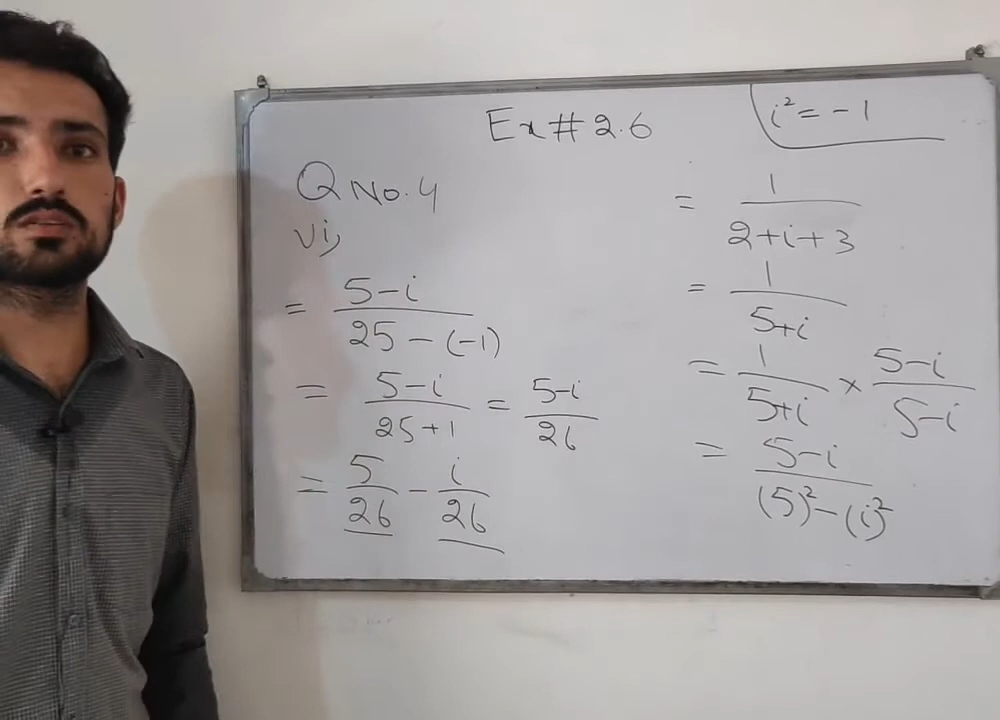 Ex # 2.6
i² = -1
Q No. 4
vi,
= 5-i / 25 - (-1)
= 5-i / 25+1 = 5-i / 26
= 5/26 - i/26
= 1 / 2+i+3
= 1 / 5+i
= 1 / 5+i × 5-i / 5-i
= 5-i / (5)² - (i)²